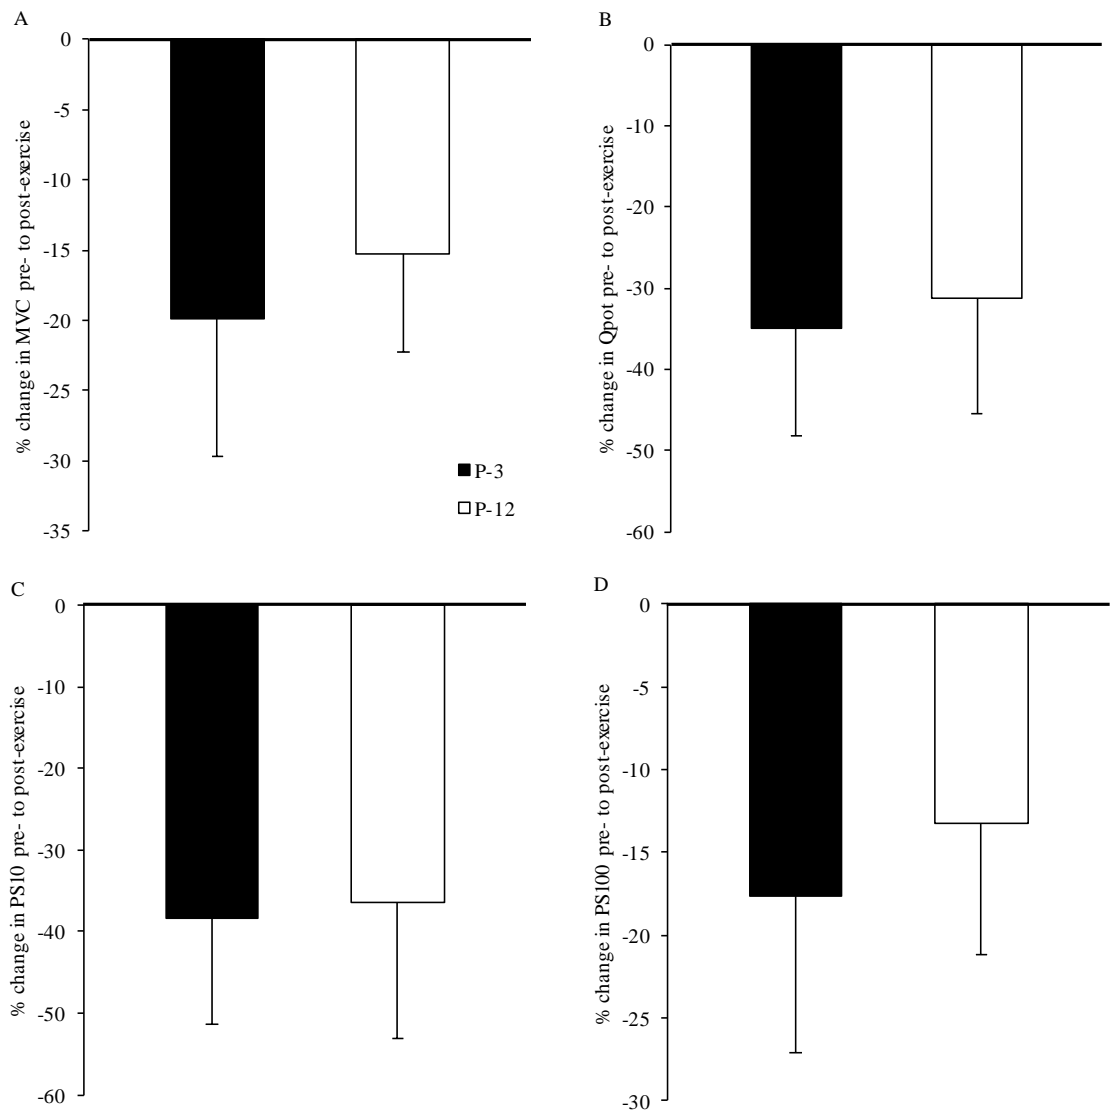 A
% change in MVC pre- to post-exercise
0
-5
-10
-15
-20
-25
-30
-35
P-3
P-12
B
% change in Qpot pre- to post-exercise
0
-10
-20
-30
-40
-50
-60
C
% change in PS10 pre- to post-exercise
0
-10
-20
-30
-40
-50
-60
D
% change in PS100 pre- to post-exercise
0
-5
-10
-15
-20
-25
-30